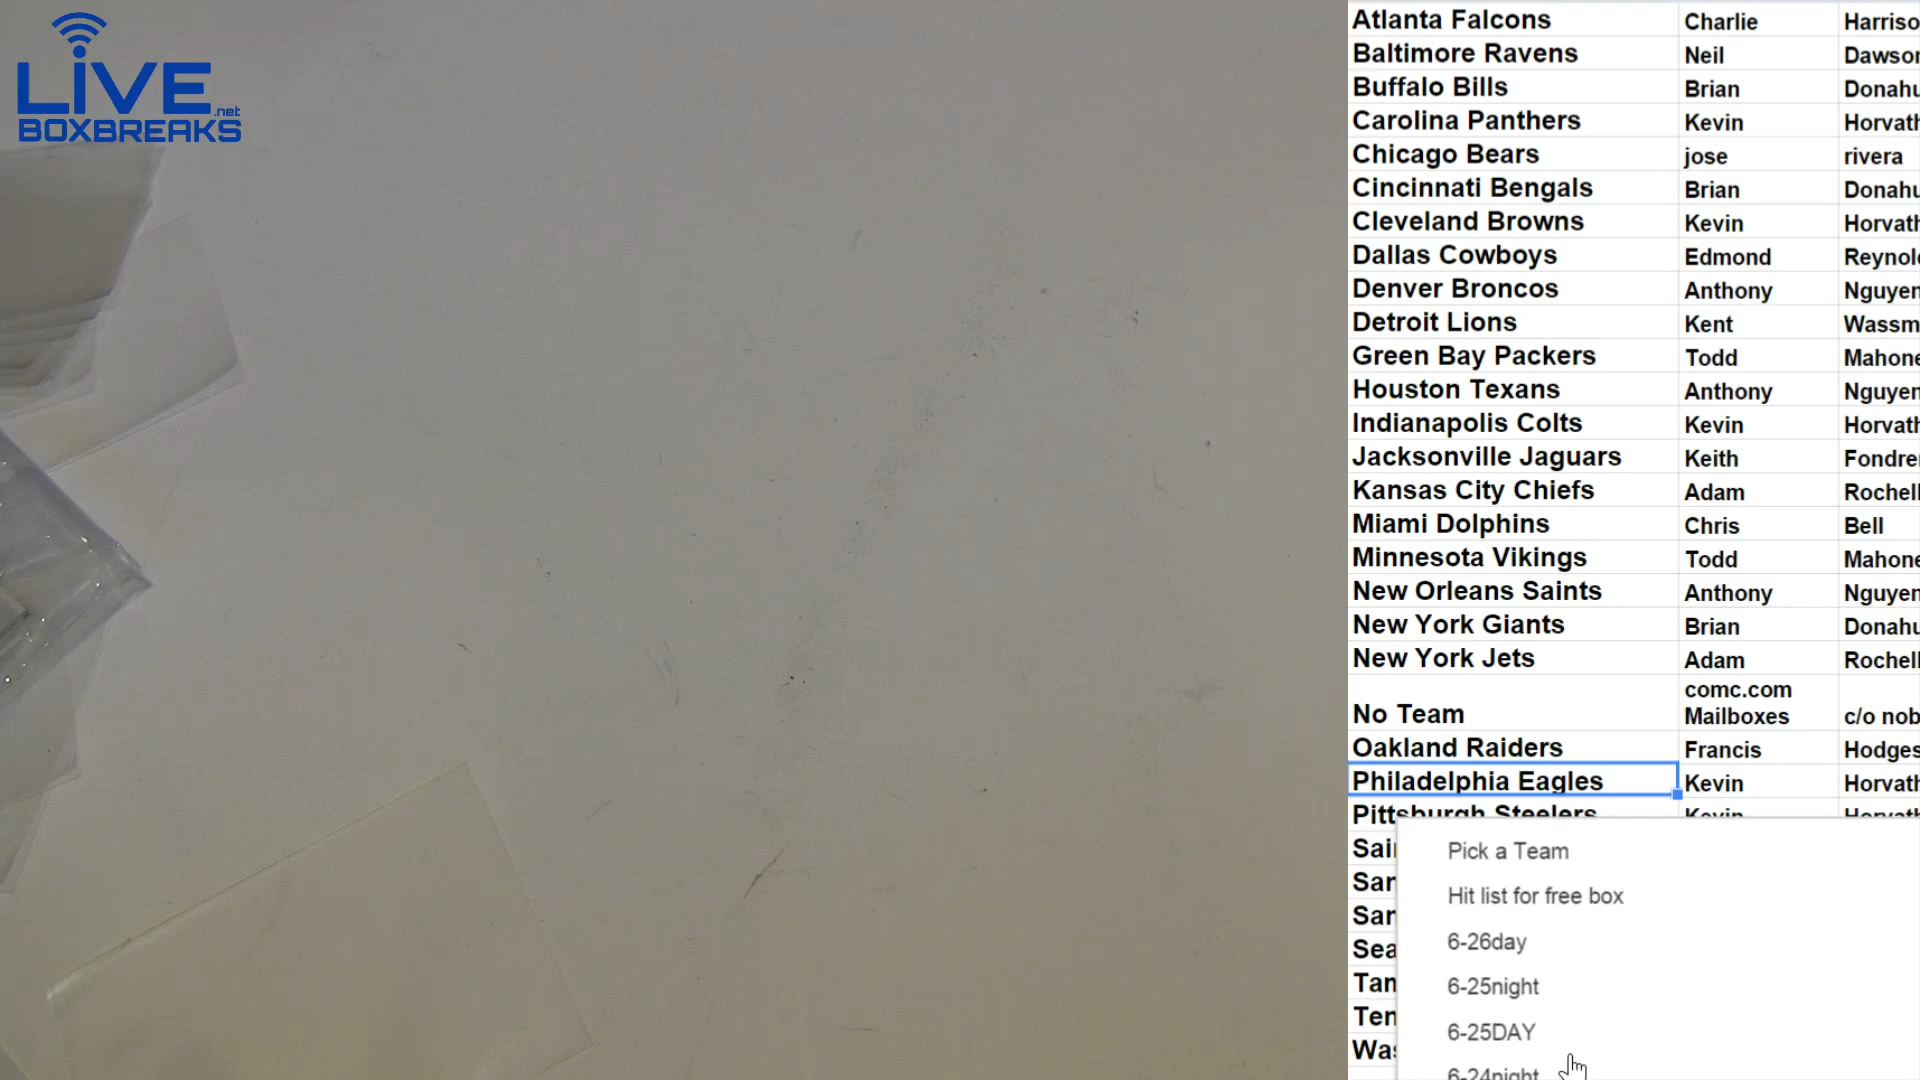 LiVE.net
BOXBREAKS
Atlanta Falcons Charlie
Baltimore Ravens Neil
Buffalo Bills Brian
Carolina Panthers Kevin
Chicago Bears jose rivera
Cincinnati Bengals Brian
Cleveland Browns Kevin
Dallas Cowboys Edmond
Denver Broncos Anthony Nguyen
Detroit Lions Kent
Green Bay Packers Todd
Houston Texans Anthony Nguyen
Indianapolis Colts Kevin
Jacksonville Jaguars Keith
Kansas City Chiefs Adam
Miami Dolphins Chris Bell
Minnesota Vikings Todd
New Orleans Saints Anthony Nguyen
New York Giants Brian
New York Jets Adam
comc.com
No Team Mailboxes c/o
Oakland Raiders Francis Hodges
Philadelphia Eagles Kevin
Pittsburgh Steelers Kevin
Pick a Team
Hit list for free box
6-26day
6-25night
6-25DAY
6-24night